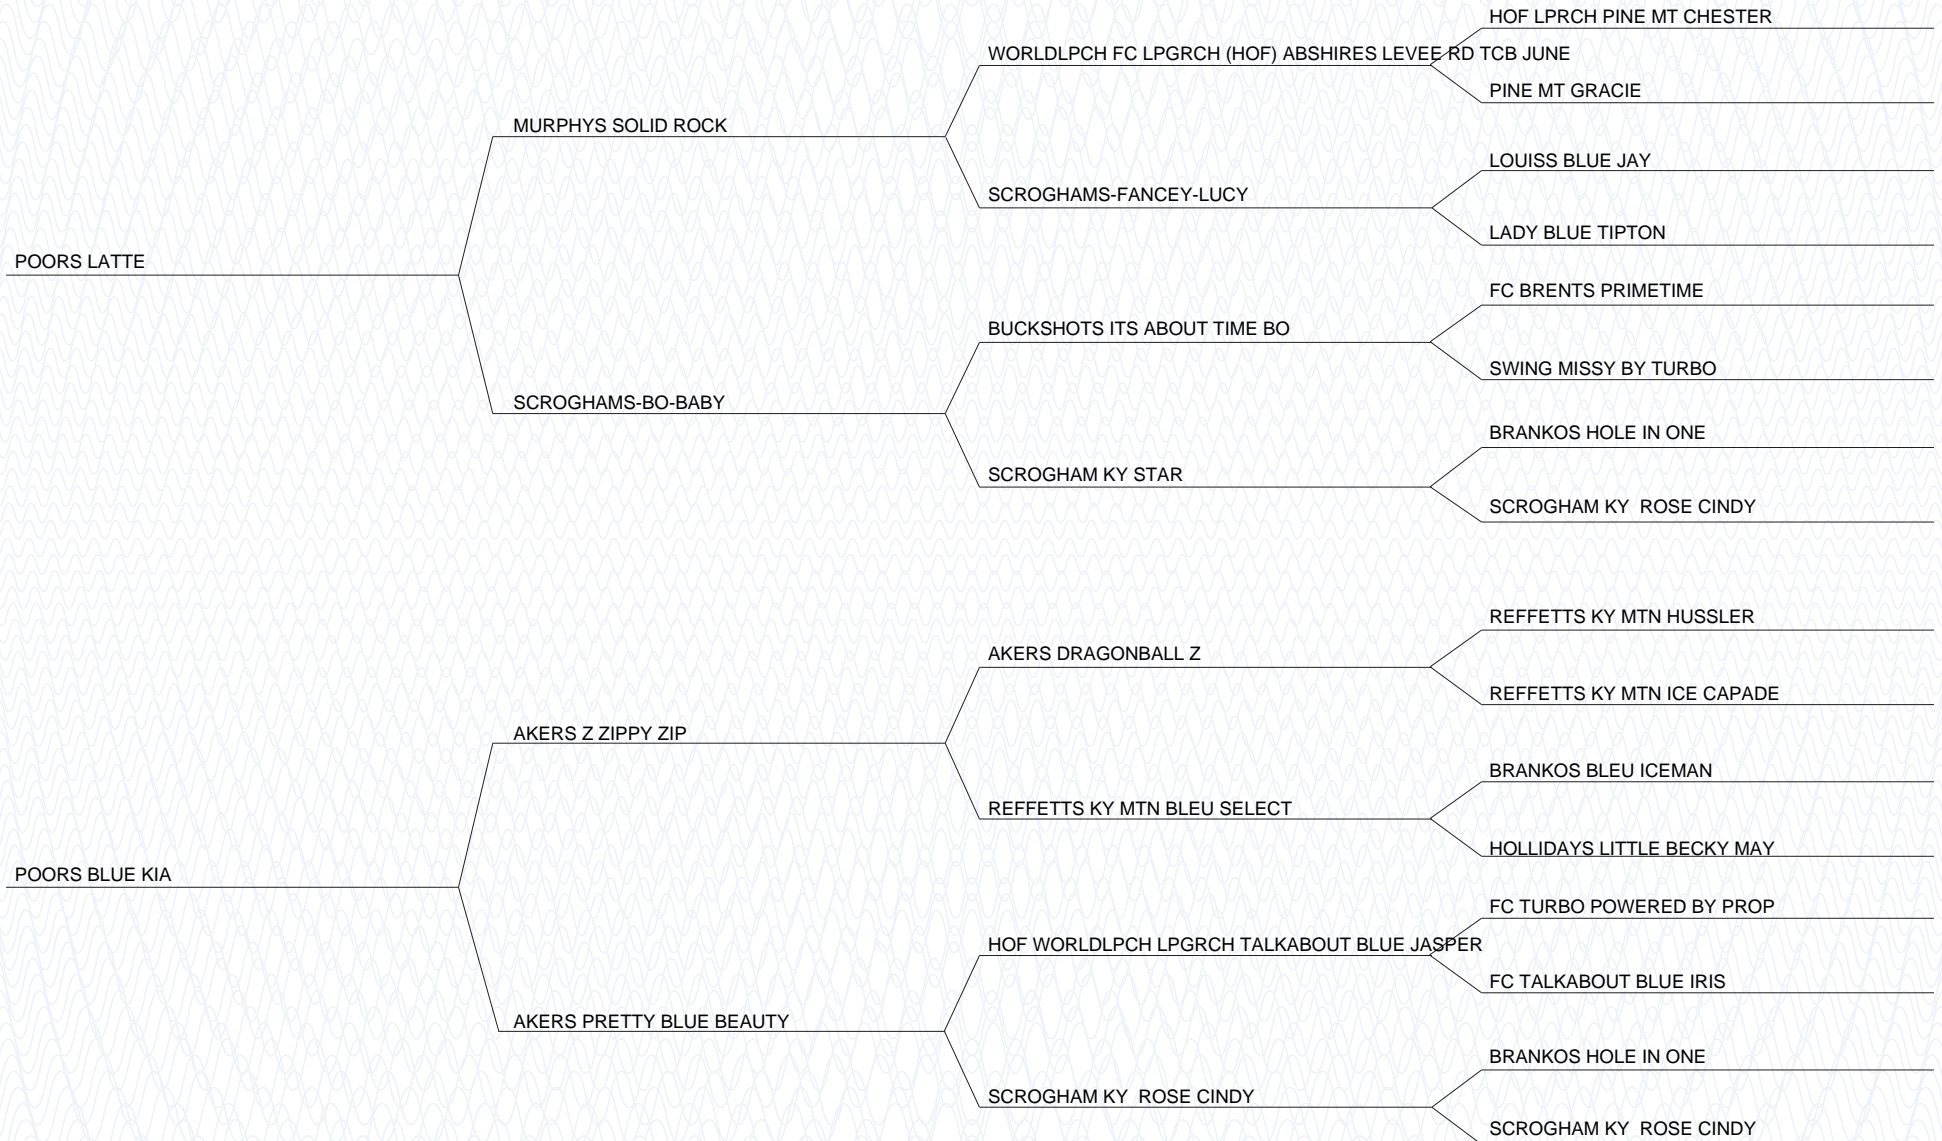 HOF LPRCH PINE MT CHESTER
WORLDLPCH FC LPGRCH (HOF) ABSHIRES LEVEE RD TCB JUNE
PINE MT GRACIE
MURPHYS SOLID ROCK
LOUISS BLUE JAY
SCROGHAMS-FANCEY-LUCY
LADY BLUE TIPTON
POORS LATTE
FC BRENTS PRIMETIME
BUCKSHOTS ITS ABOUT TIME BO
SWING MISSY BY TURBO
SCROGHAMS-BO-BABY
BRANKOS HOLE IN ONE
SCROGHAM KY STAR
SCROGHAM KY  ROSE CINDY
REFFETTS KY MTN HUSSLER
AKERS DRAGONBALL Z
REFFETTS KY MTN ICE CAPADE
AKERS Z ZIPPY ZIP
BRANKOS BLEU ICEMAN
REFFETTS KY MTN BLEU SELECT
HOLLIDAYS LITTLE BECKY MAY
POORS BLUE KIA
FC TURBO POWERED BY PROP
HOF WORLDLPCH LPGRCH TALKABOUT BLUE JASPER
FC TALKABOUT BLUE IRIS
AKERS PRETTY BLUE BEAUTY
BRANKOS HOLE IN ONE
SCROGHAM KY  ROSE CINDY
SCROGHAM KY  ROSE CINDY